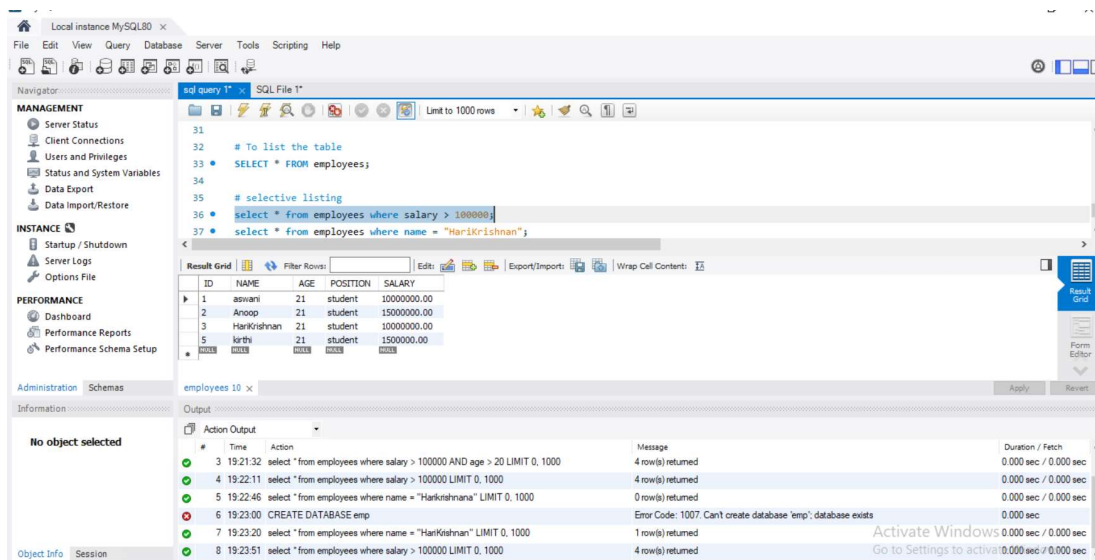 Local instance MySQL80 ×
File Edit View Query Database Server Tools Scripting Help
Navigator
MANAGEMENT
Server Status
Client Connections
Users and Privileges
Status and System Variables
Data Export
Data Import/Restore
INSTANCE
Startup / Shutdown
Server Logs
Options File
PERFORMANCE
Dashboard
Performance Reports
Performance Schema Setup
Administration Schemas
Information
No object selected
Object Info Session
sql query 1* × SQL File 1*
Limit to 1000 rows
31
32 # To list the table
33 SELECT * FROM employees;
34
35 # selective listing
36 select * from employees where salary > 100000;
37 select * from employees where name = "HariKrishnan";
Result Grid Filter Rows: Edit: Export/Import: Wrap Cell Content:
ID NAME AGE POSITION SALARY
1 aswani 21 student 10000000.00
2 Anoop 21 student 15000000.00
3 HariKrishnan 21 student 10000000.00
5 kirthi 21 student 1500000.00
NULL NULL NULL NULL NULL
Result Grid
Form Editor
employees 10 × Apply Revert
Output
Action Output
# Time Action Message Duration / Fetch
3 19:21:32 select * from employees where salary > 100000 AND age > 20 LIMIT 0, 1000 4 row(s) returned 0.000 sec / 0.000 sec
4 19:22:11 select * from employees where salary > 100000 LIMIT 0, 1000 4 row(s) returned 0.000 sec / 0.000 sec
5 19:22:46 select * from employees where name = "Harikrishnana" LIMIT 0, 1000 0 row(s) returned 0.000 sec / 0.000 sec
6 19:23:00 CREATE DATABASE emp Error Code: 1007. Can't create database 'emp'; database exists 0.000 sec
7 19:23:20 select * from employees where name = "HariKrishnan" LIMIT 0, 1000 1 row(s) returned 0.000 sec / 0.000 sec
8 19:23:51 select * from employees where salary > 100000 LIMIT 0, 1000 4 row(s) returned 0.000 sec / 0.000 sec
Activate Windows
Go to Settings to activate